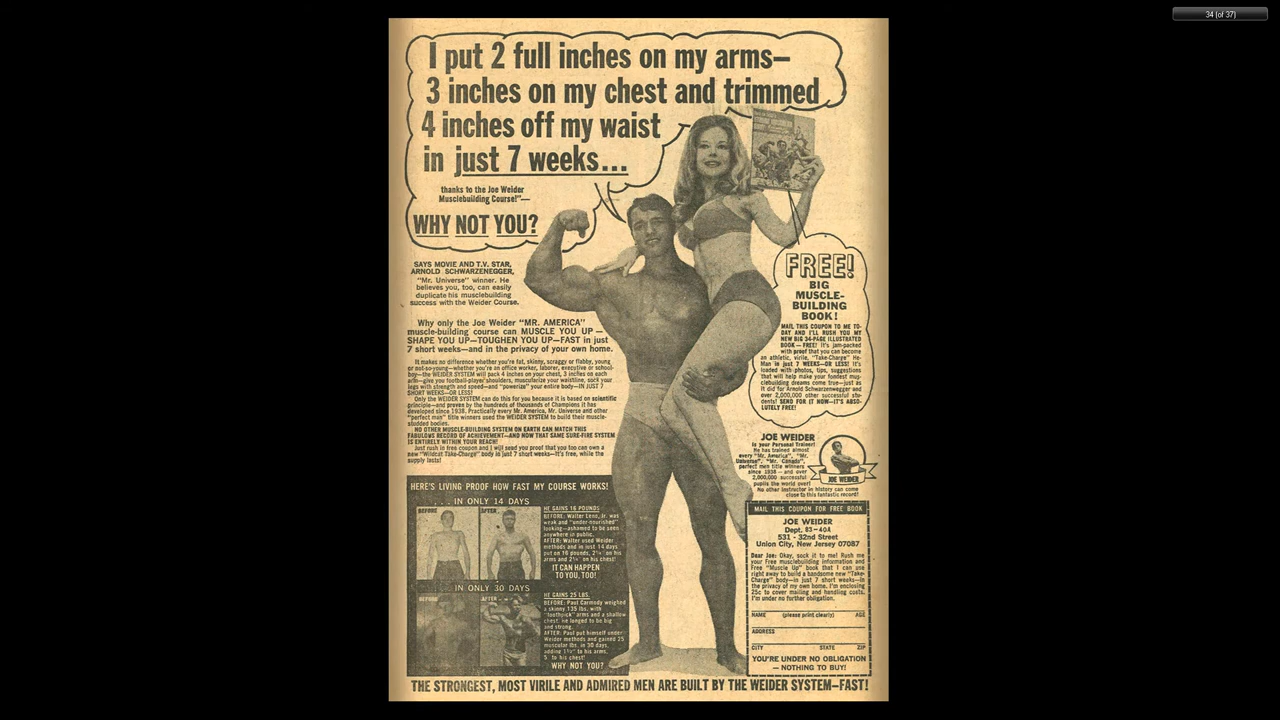 34 (of 37)
I put 2 full inches on my arms—
3 inches on my chest and trimmed
4 inches off my waist
in just 7 weeks...
thanks to the Joe Weider
Musclebuilding Course!"—
WHY NOT YOU?
SAYS MOVIE AND T.V. STAR,
ARNOLD SCHWARZENEGGER,
"Mr. Universe" winner. He
believes you, too, can easily
duplicate his musclebuilding
success with the Weider Course.
Why only the Joe Weider "MR. AMERICA"
muscle-building course can MUSCLE YOU UP —
SHAPE YOU UP—TOUGHEN YOU UP—FAST in just
7 short weeks—and in the privacy of your own home.
It makes no difference whether you're fat, skinny, scraggy or flabby, young
or not-so-young—whether you're an office worker, laborer, executive or school-
boy—the WEIDER SYSTEM will pack 4 inches on your chest, 3 inches on each
arm—give you football-player shoulders, muscularize your waistline, sock your
legs with strength and speed—and "powerize" your entire body—IN JUST 7
SHORT WEEKS—OR LESS!
Only the WEIDER SYSTEM can do this for you because it is based on scientific
principle—and proven by the hundreds of thousands of Champions it has
developed since 1938. Practically every Mr. America, Mr. Universe and other
"perfect man" title winners used the WEIDER SYSTEM to build their muscle-
studded bodies.
NO OTHER MUSCLE-BUILDING SYSTEM CAN MATCH THIS
FABULOUS RECORD OF ACHIEVEMENT—AND NOW THAT SAME SURE-FIRE SYSTEM
IS ENTIRELY WITHIN YOUR REACH!
Just rush in free coupon and I will send you proof that you too can own a
new "Wildcat Take-Charge" body in just 7 short weeks—It's free, while the
supply lasts!
FREE!
BIG
MUSCLE-
BUILDING
BOOK!
MAIL THIS COUPON TO ME TO-
DAY AND I'LL RUSH YOU MY
NEW BIG 34-PAGE ILLUSTRATED
BOOK — FREE! It's jam-packed
with proof that you can become
an athletic, virile, "Take-Charge" He-
Man in just 7 WEEKS—OR LESS! It's
loaded with photos, tips, suggestions
that will help make your fondest mus-
clebuilding dreams come true—just as
it did for Arnold Schwarzenegger and
over 2,000,000 other successful stu-
dents! SEND FOR IT NOW—IT'S ABSO-
LUTELY FREE!
JOE WEIDER
is your Personal Trainer!
He has trained almost
every "Mr. America", "Mr.
Universe", "Mr. Canada",
perfect men title winners
since 1938 — and over
2,000,000 successful
pupils the world over!
No other instructor in history can come
close to this fantastic record!
JOE WEIDER
HERE'S LIVING PROOF HOW FAST MY COURSE WORKS!
... IN ONLY 14 DAYS
BEFORE
AFTER
HE GAINS 16 POUNDS
BEFORE: Walter Leno, Jr. was
weak and "under-nourished"
looking—ashamed to be seen
anywhere in public.
AFTER: Walter used Weider
methods and in just 14 days
put on 16 pounds, on his
arms and on his chest!
IT CAN HAPPEN
TO YOU, TOO!
... IN ONLY 30 DAYS
BEFORE
AFTER
HE GAINS 25 LBS.
BEFORE: Paul Carmody weighed
a skinny 135 lbs. with
"toothpick" arms and a shallow
chest. he longed to be big
and strong.
AFTER: Paul put himself under
Weider methods and gained 25
muscular lbs. in 30 days,
adding to his arms,
5" to his chest!
WHY NOT YOU?
MAIL THIS COUPON FOR FREE BOOK
JOE WEIDER
Dept. 83-40A
531 - 32nd Street
Union City, New Jersey 07087
Dear Joe: Okay, sock it to me! Rush me
your Free musclebuilding information and
Free "Muscle Up" book that I can use
right away to build a handsome new "Take-
Charge" body—in just 7 short weeks—in
the privacy of my own home. I'm enclosing
25c to cover mailing and handling costs.
I'm under no further obligation.
NAME (please print clearly) AGE
ADDRESS
CITY STATE ZIP
YOU'RE UNDER NO OBLIGATION
— NOTHING TO BUY!
THE STRONGEST, MOST VIRILE AND ADMIRED MEN ARE BUILT BY THE WEIDER SYSTEM—FAST!